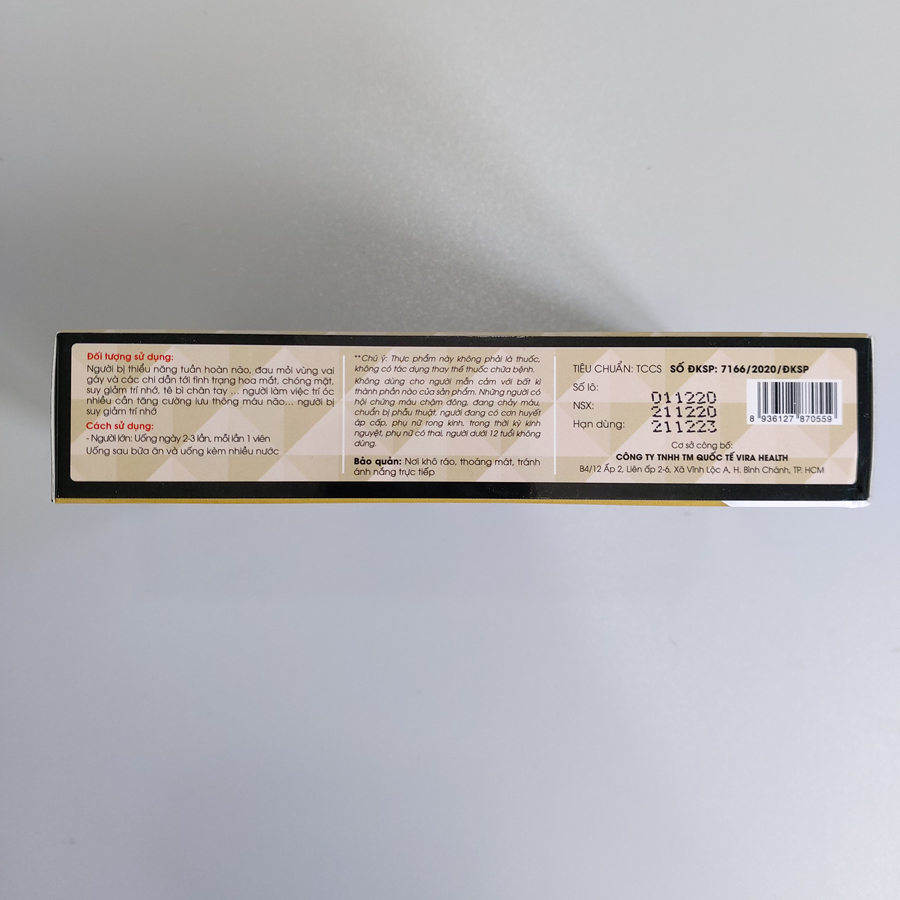 Đối tượng sử dụng:
Người bị thiểu năng tuần hoàn não, đau mỏi vùng vai
gáy và các chỉ dẫn tới tình trạng hoa mắt, chóng mặt,
suy giảm trí nhớ, tê bì chân tay ... người làm việc trí óc
nhiều cần tăng cường lưu thông máu não... người bị
suy giảm trí nhớ
Cách sử dụng:
- Người lớn: Uống ngày 2-3 lần, mỗi lần 1 viên
Uống sau bữa ăn và uống kèm nhiều nước
**Chú ý: Thực phẩm này không phải là thuốc,
không có tác dụng thay thế thuốc chữa bệnh.
Không dùng cho người mẫn cảm với bất kì
thành phần nào của sản phẩm. Những người có
hội chứng máu chậm đông, đang chảy máu,
chuẩn bị phẫu thuật, người đang có cơn huyết
áp cấp, phụ nữ rong kinh, trong thời kỳ kinh
nguyệt, phụ nữ có thai, người dưới 12 tuổi không
dùng.
Bảo quản: Nơi khô ráo, thoáng mát, tránh
ánh nắng trực tiếp
TIÊU CHUẨN: TCCS SỐ ĐKSP: 7166/2020/ĐKSP
Số lô: 011220
NSX: 211220
Hạn dùng: 211223
8 936127 870559
Cơ sở công bố:
CÔNG TY TNHH TM QUỐC TẾ VIRA HEALTH
B4/12 Ấp 2, Liên ấp 2-6, Xã Vĩnh Lộc A, H. Bình Chánh, TP. HCM